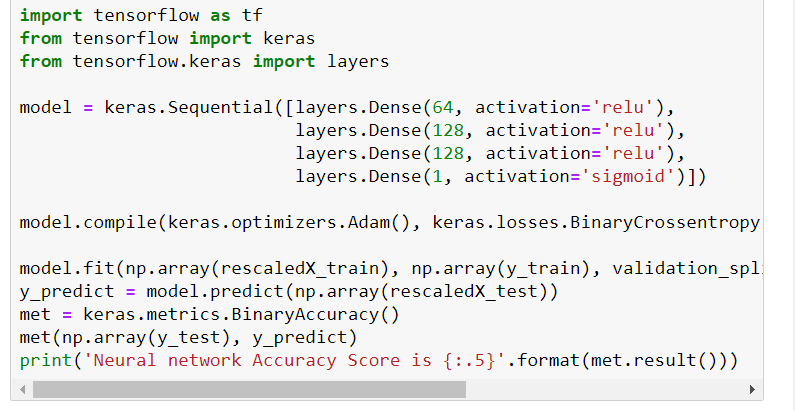 import tensorflow as tf
from tensorflow import keras
from tensorflow.keras import layers
model = keras.Sequential([layers.Dense(64, activation='relu'),
layers.Dense(128, activation='relu'),
layers.Dense(128, activation='relu'),
layers.Dense(1, activation='sigmoid')])
model.compile(keras.optimizers.Adam(), keras.losses.BinaryCrossentropy
model.fit(np.array(rescaledX_train), np.array(y_train), validation_spl
y_predict = model.predict(np.array(rescaledX_test))
met = keras.metrics.BinaryAccuracy()
met(np.array(y_test), y_predict)
print('Neural network Accuracy Score is {:.5}'.format(met.result()))